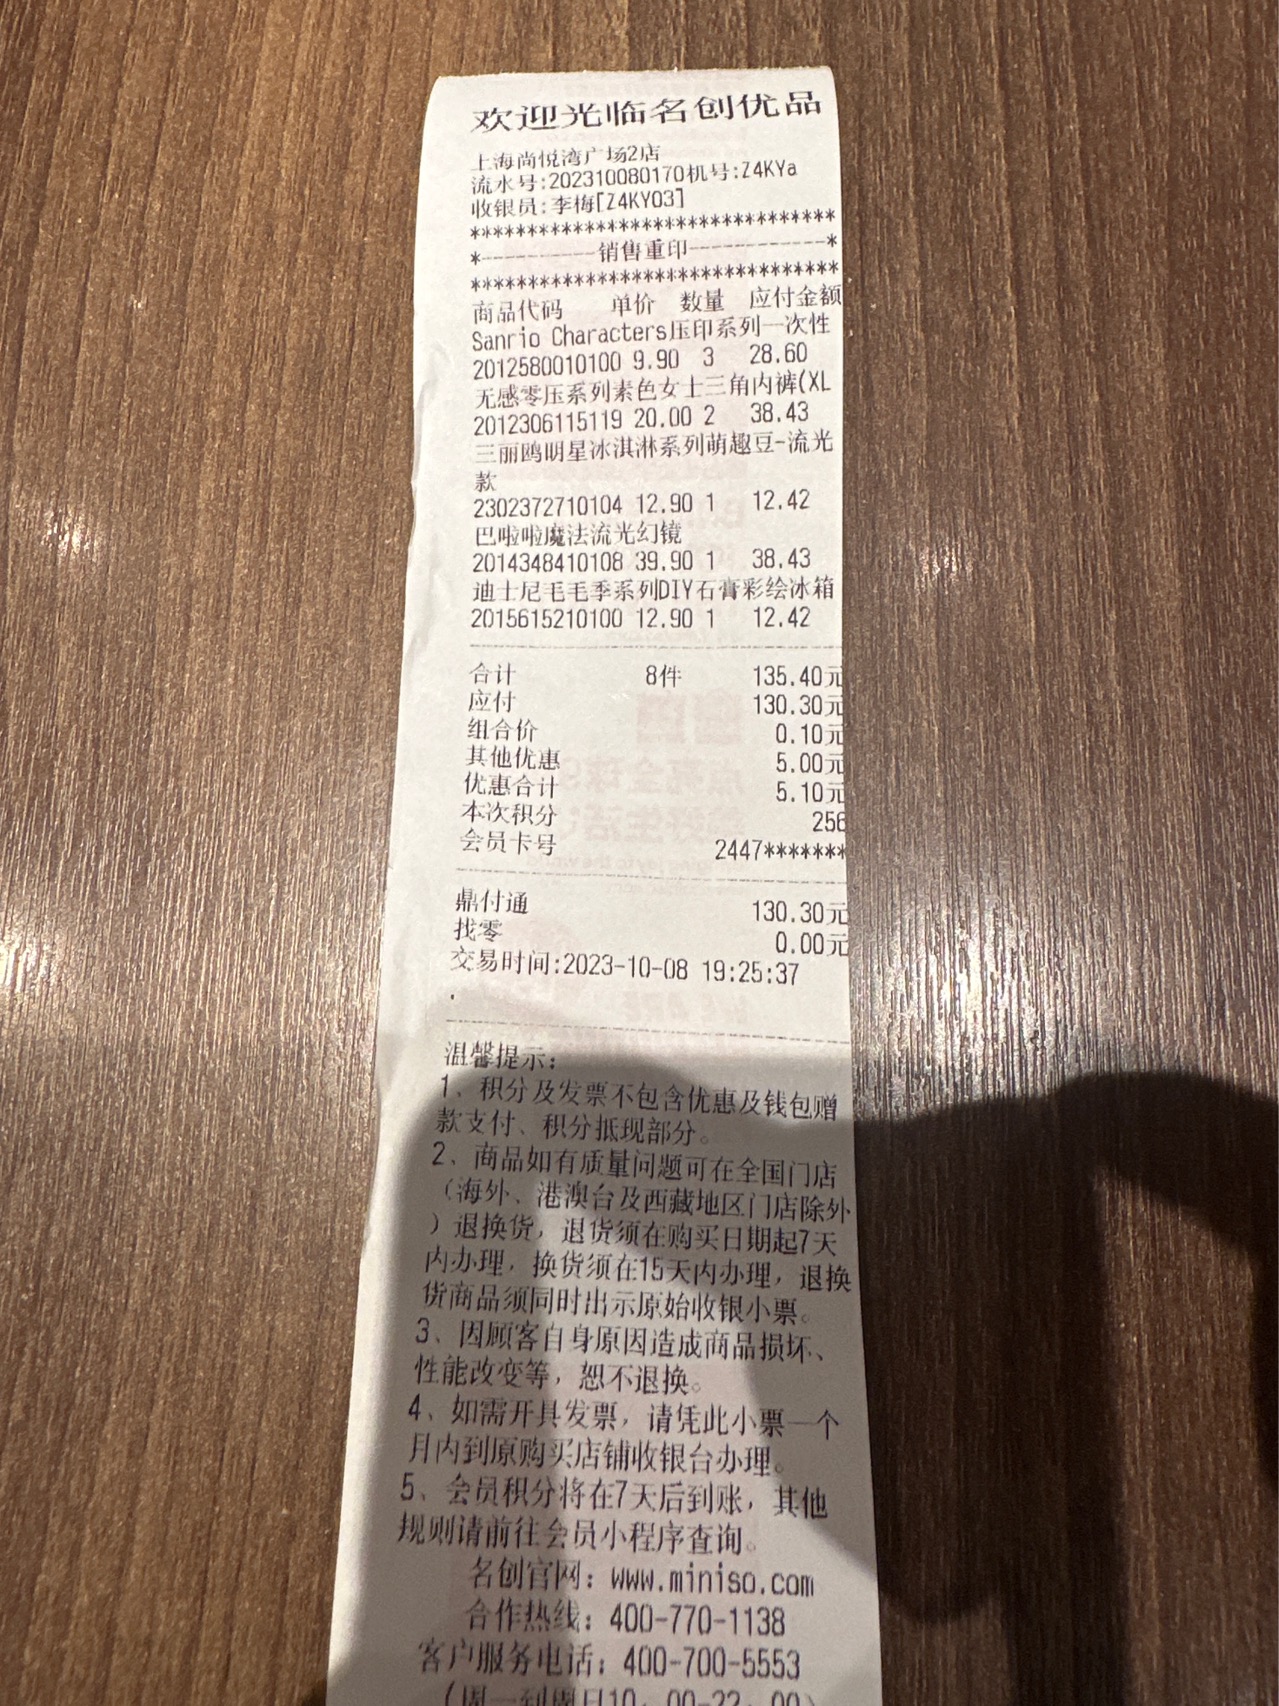 欢迎光临名创优品
上海尚悦湾广场2店
流水号:202310080170机号:Z4KYa
收银员:李梅[Z4KY03]
********************************
*----------销售重印------------*
********************************
商品代码 单价 数量 应付金额
Sanrio Characters压印系列一次性
2012580010100 9.90 3 28.60
无感零压系列素色女士三角内裤(XL
2012306115119 20.00 2 38.43
三丽鸥明星冰淇淋系列萌趣豆-流光
款
2302372710104 12.90 1 12.42
巴啦啦魔法流光幻镜
2014348410108 39.90 1 38.43
迪士尼毛毛季系列DIY石膏彩绘冰箱
2015615210100 12.90 1 12.42
合计 8件 135.40元
应付 130.30元
组合价 0.10元
其他优惠 5.00元
优惠合计 5.10元
本次积分 256
会员卡号 2447*******
鼎付通 130.30元
找零 0.00元
交易时间:2023-10-08 19:25:37
.
温馨提示:
1、积分及发票不包含优惠及钱包赠
款支付、积分抵现部分。
2、商品如有质量问题可在全国门店
（海外、港澳台及西藏地区门店除外
）退换货，退货须在购买日期起7天
内办理，换货须在15天内办理，退换
货商品须同时出示原始收银小票。
3、因顾客自身原因造成商品损坏、
性能改变等，恕不退换。
4、如需开具发票，请凭此小票一个
月内到原购买店铺收银台办理。
5、会员积分将在7天后到账，其他
规则请前往会员小程序查询。
名创官网：www.miniso.com
合作热线：400-770-1138
客户服务电话：400-700-5553
（周一到周日10：00-22：00）